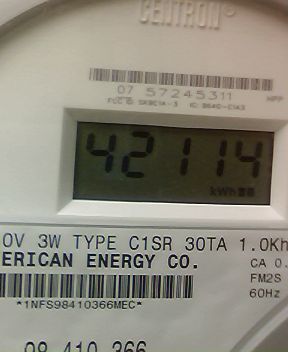 CENTRON®
07 57245311
42114
kWh
0V 3W TYPE C1SR 30TA 1.0Kh
ERICAN ENERGY CO.
CA 0.
FM2S
60Hz
*1NFS98410366MEC*
98 410 366